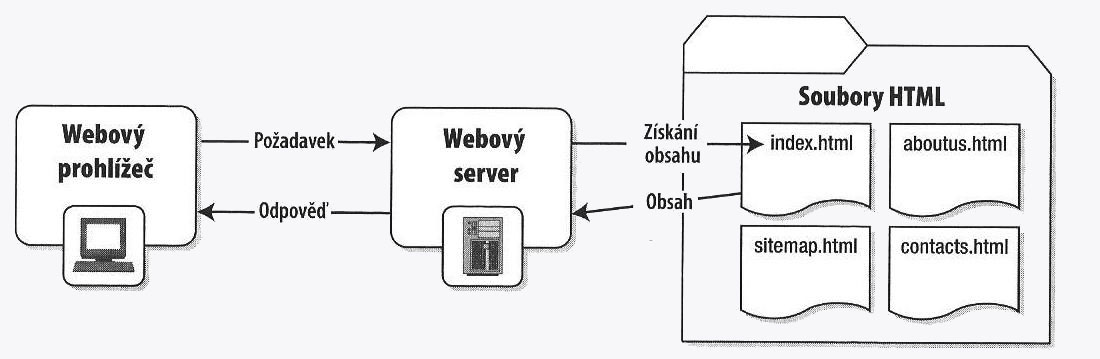 Webový
prohlížeč
Požadavek
Odpověď
Webový
server
Získání
obsahu
Obsah
Soubory HTML
index.html
aboutus.html
sitemap.html
contacts.html